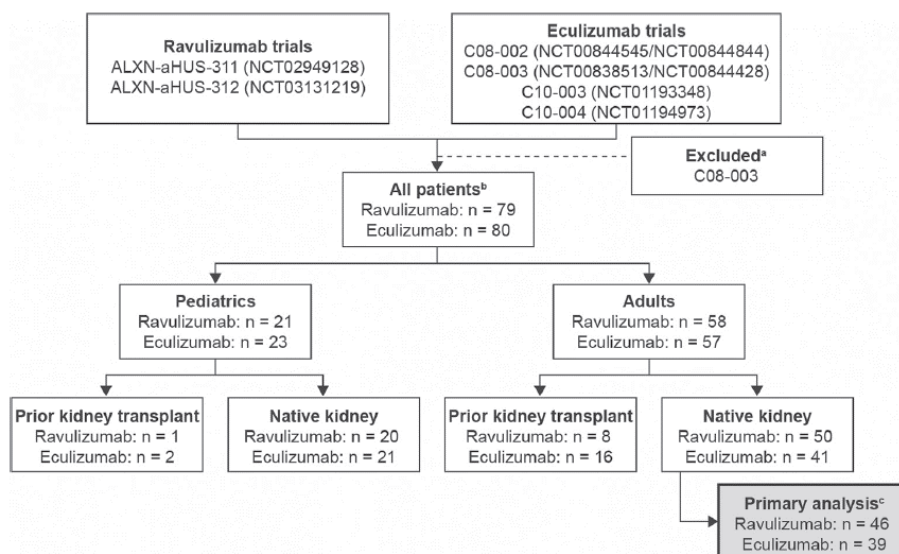 Ravulizumab trials
ALXN-aHUS-311 (NCT02949128)
ALXN-aHUS-312 (NCT03131219)
Eculizumab trials
C08-002 (NCT00844545/NCT00844844)
C08-003 (NCT00838513/NCT00844428)
C10-003 (NCT01193348)
C10-004 (NCT01194973)
Excludedᵃ
C08-003
All patientsᵇ
Ravulizumab: n = 79
Eculizumab: n = 80
Pediatrics
Ravulizumab: n = 21
Eculizumab: n = 23
Adults
Ravulizumab: n = 58
Eculizumab: n = 57
Prior kidney transplant
Ravulizumab: n = 1
Eculizumab: n = 2
Native kidney
Ravulizumab: n = 20
Eculizumab: n = 21
Prior kidney transplant
Ravulizumab: n = 8
Eculizumab: n = 16
Native kidney
Ravulizumab: n = 50
Eculizumab: n = 41
Primary analysisᶜ
Ravulizumab: n = 46
Eculizumab: n = 39